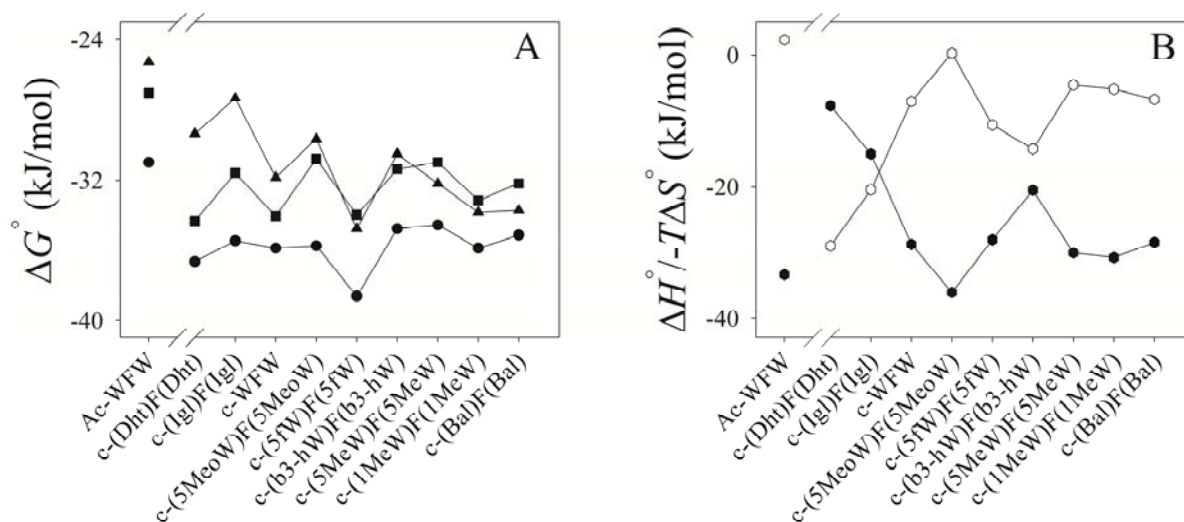 A
ΔG° (kJ/mol)
-24
-32
-40
Ac-WFW
c-(Dht)F(Dht)
c-(Igl)F(Igl)
c-WFW
c-(5MeoW)F(5MeoW)
c-(5fW)F(5fW)
c-(b3-hW)F(b3-hW)
c-(5MeW)F(5MeW)
c-(1MeW)F(1MeW)
c-(Bal)F(Bal)
B
ΔH°/-TΔS° (kJ/mol)
0
-20
-40
Ac-WFW
c-(Dht)F(Dht)
c-(Igl)F(Igl)
c-WFW
c-(5MeoW)F(5MeoW)
c-(5fW)F(5fW)
c-(b3-hW)F(b3-hW)
c-(5MeW)F(5MeW)
c-(1MeW)F(1MeW)
c-(Bal)F(Bal)